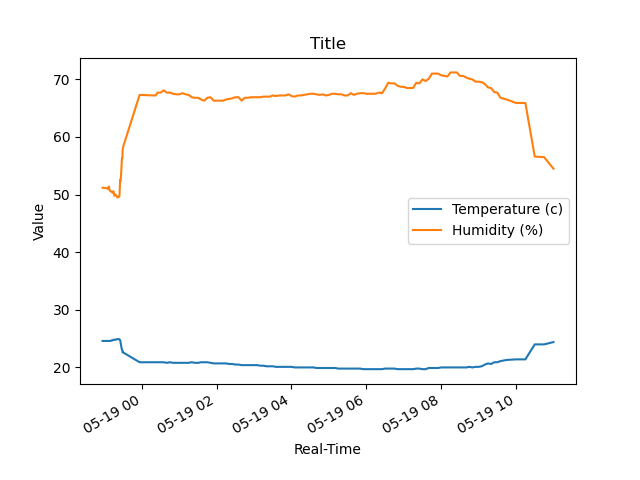 Title
70
60
50
40
30
20
Value
Temperature (c)
Humidity (%)
05-19 00
05-19 02
05-19 04
05-19 06
05-19 08
05-19 10
Real-Time